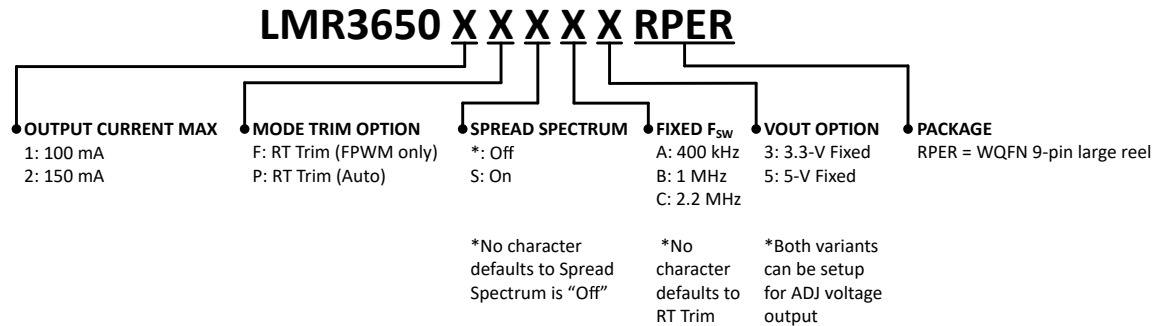 LMR3650 X X X X X RPER
OUTPUT CURRENT MAX
1: 100 mA
2: 150 mA
MODE TRIM OPTION
F: RT Trim (FPWM only)
P: RT Trim (Auto)
SPREAD SPECTRUM
*: Off
S: On
*No character
defaults to Spread
Spectrum is “Off”
FIXED FSW
A: 400 kHz
B: 1 MHz
C: 2.2 MHz
*No
character
defaults to
RT Trim
VOUT OPTION
3: 3.3-V Fixed
5: 5-V Fixed
*Both variants
can be setup
for ADJ voltage
output
PACKAGE
RPER = WQFN 9-pin large reel